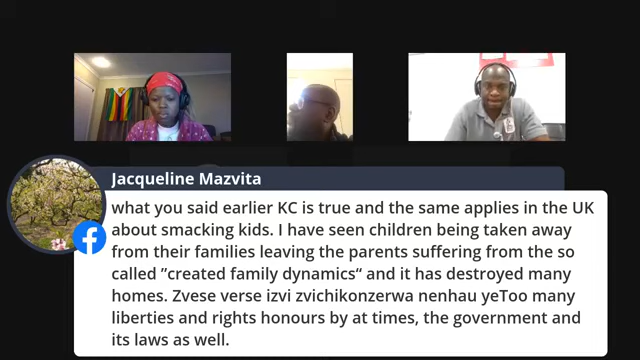 Jacqueline Mazvita
what you said earlier KC is true and the same applies in the UK
about smacking kids. I have seen children being taken away
from their families leaving the parents suffering from the so
called ”created family dynamics“ and it has destroyed many
homes. Zvese verse izvi zvichikonzerwa nenhau yeToo many
liberties and rights honours by at times, the government and
its laws as well.